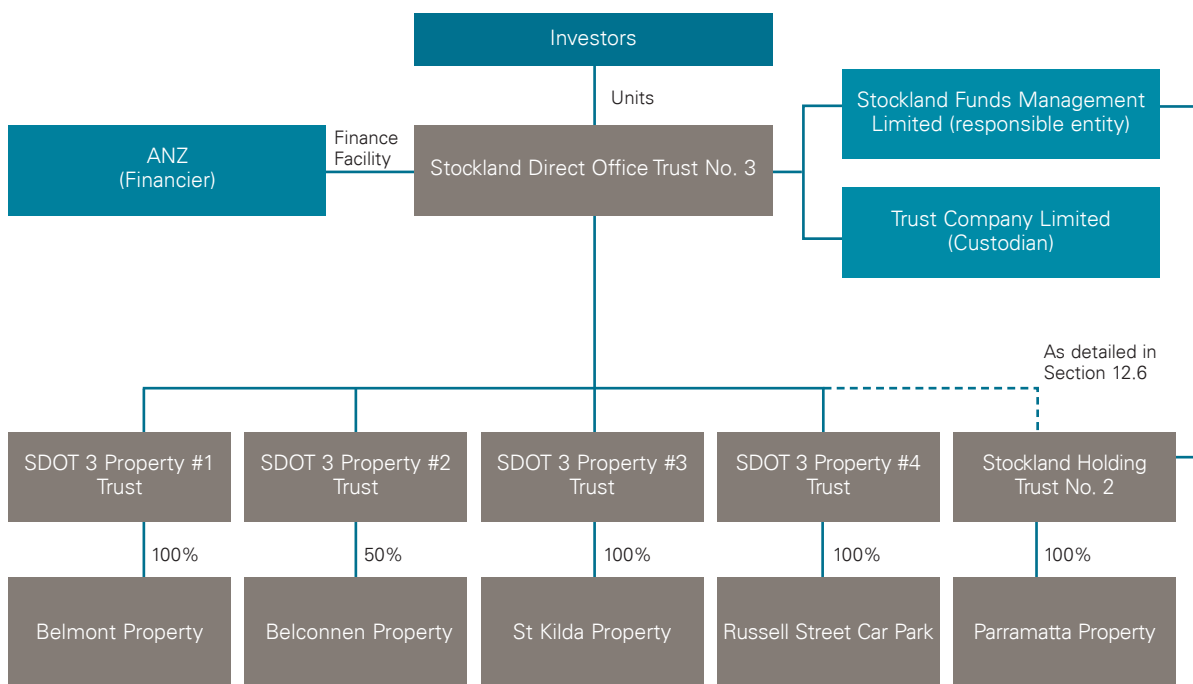 Investors
Units
Stockland Funds Management
Limited (responsible entity)
ANZ
(Financier)
Finance
Facility
Stockland Direct Office Trust No. 3
Trust Company Limited
(Custodian)
As detailed in
Section 12.6
SDOT 3 Property #1
Trust
SDOT 3 Property #2
Trust
SDOT 3 Property #3
Trust
SDOT 3 Property #4
Trust
Stockland Holding
Trust No. 2
100%
50%
100%
100%
100%
Belmont Property
Belconnen Property
St Kilda Property
Russell Street Car Park
Parramatta Property